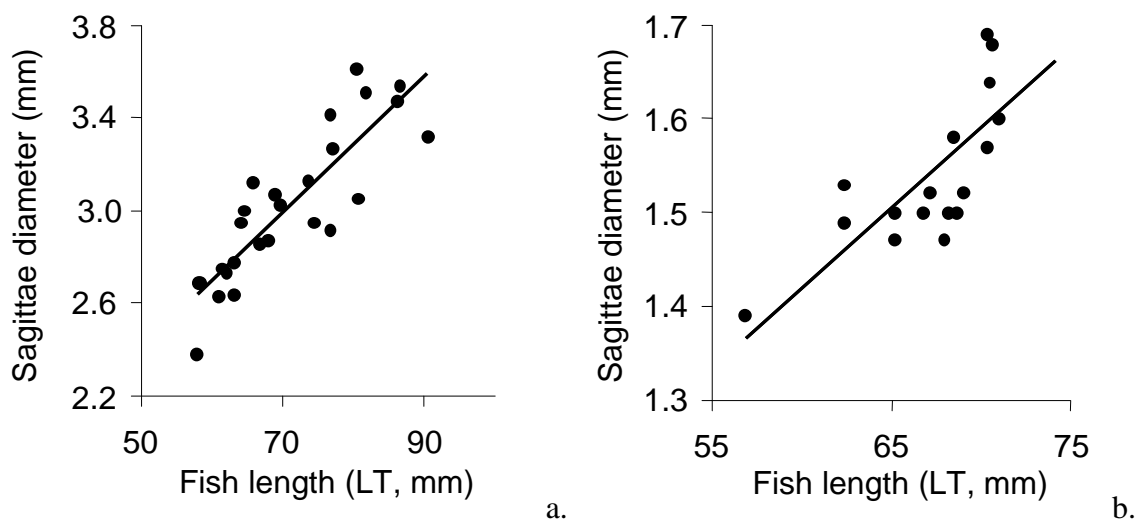 3.8
3.4
3.0
2.6
2.2
Sagittae diameter (mm)
50 70 90
Fish length (LT, mm)
a.
1.7
1.6
1.5
1.4
1.3
Sagittae diameter (mm)
55 65 75
Fish length (LT, mm)
b.